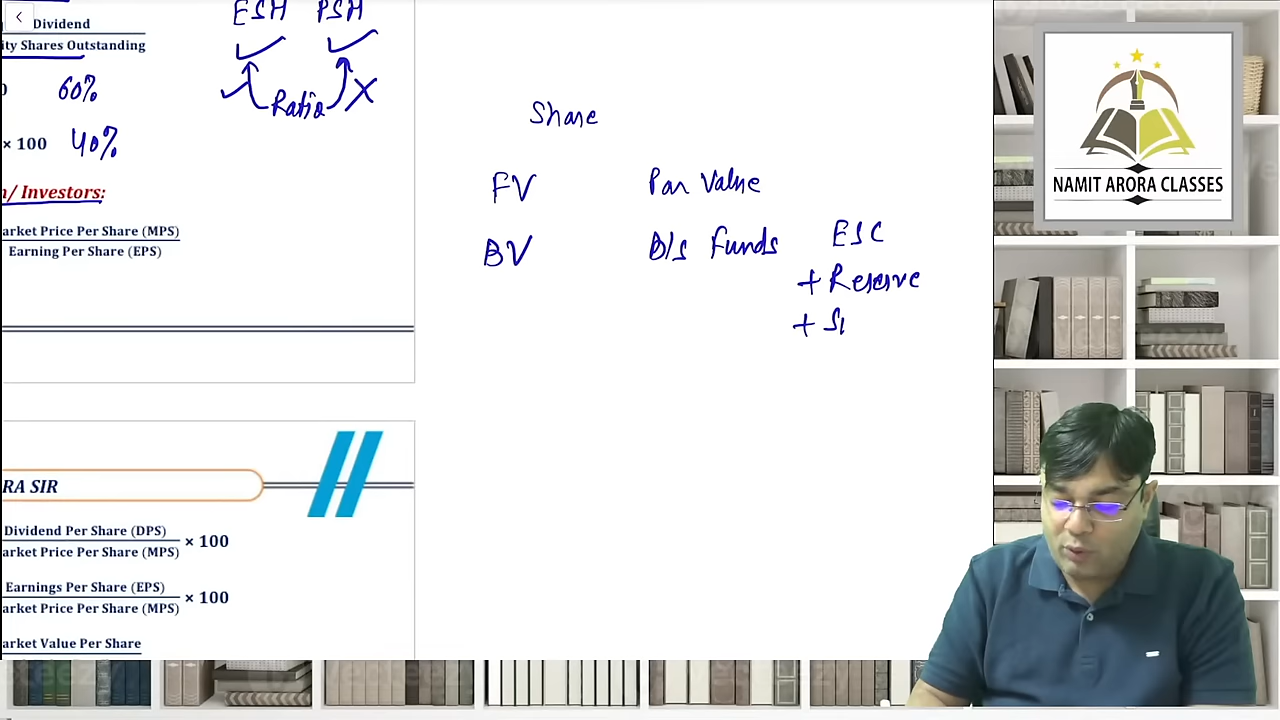 ESH PSH
Dividend
ity Shares Outstanding
60%
Ratio
× 100 40%
n/ Investors:
arket Price Per Share (MPS)
Earning Per Share (EPS)
Share
FV Par Value
BV B/s Funds ESC
+ Reserve
+ S
RA SIR
Dividend Per Share (DPS)
arket Price Per Share (MPS)
× 100
Earnings Per Share (EPS)
arket Price Per Share (MPS)
× 100
arket Value Per Share
NAMIT ARORA CLASSES